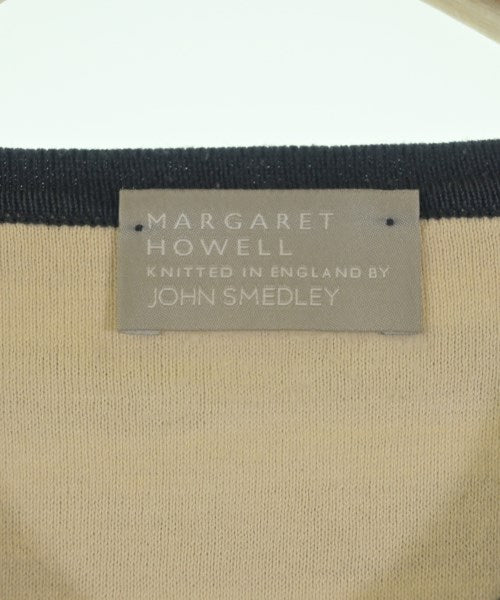 MARGARET
HOWELL
KNITTED IN ENGLAND BY
JOHN SMEDLEY